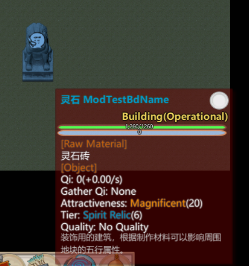 灵石 ModTestBdName
Building(Operational)
[Raw Material]
灵石砖
[Object]
Qi: 0(+0.00/s)
Gather Qi: None
Attractiveness: Magnificent(20)
Tier: Spirit Relic(6)
Quality: No Quality
装饰用的建筑，根据制作材料可以影响周围
地块的五行属性。